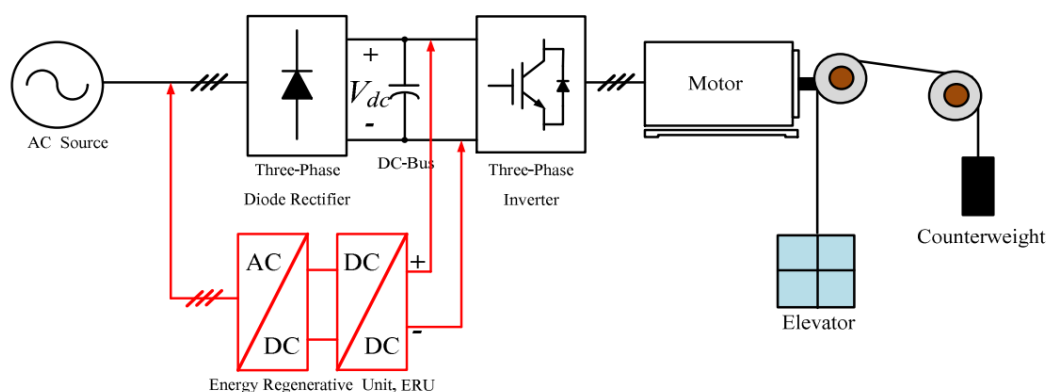 AC Source
Three-Phase
Diode Rectifier
+
Vdc
-
DC-Bus
Three-Phase
Inverter
Motor
Elevator
Counterweight
AC
DC
DC
DC
+
-
Energy Regenerative Unit, ERU